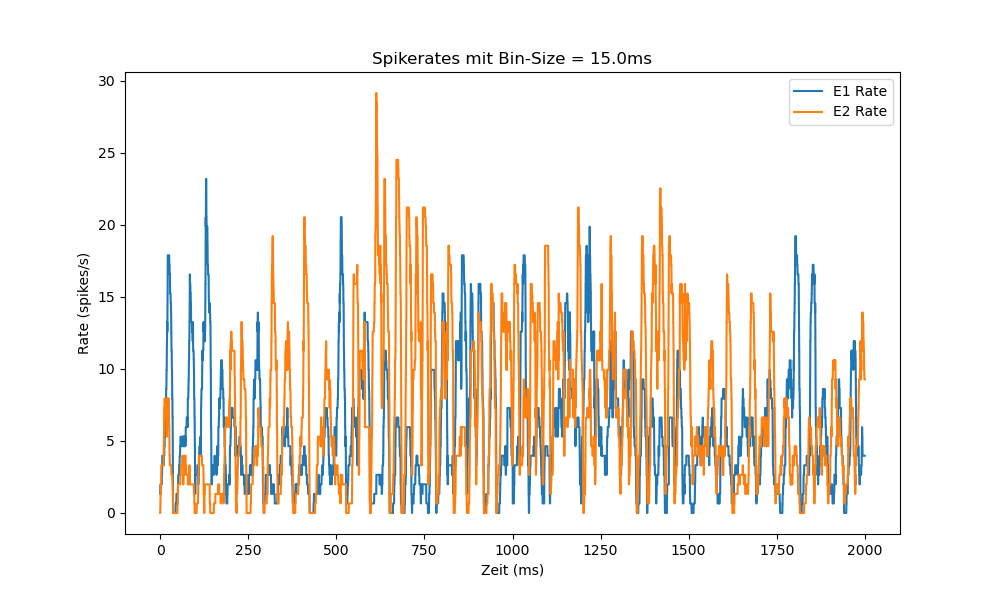 Spikerates mit Bin-Size = 15.0ms
E1 Rate
E2 Rate
30
25
20
15
10
5
0
Rate (spikes/s)
0 250 500 750 1000 1250 1500 1750 2000
Zeit (ms)